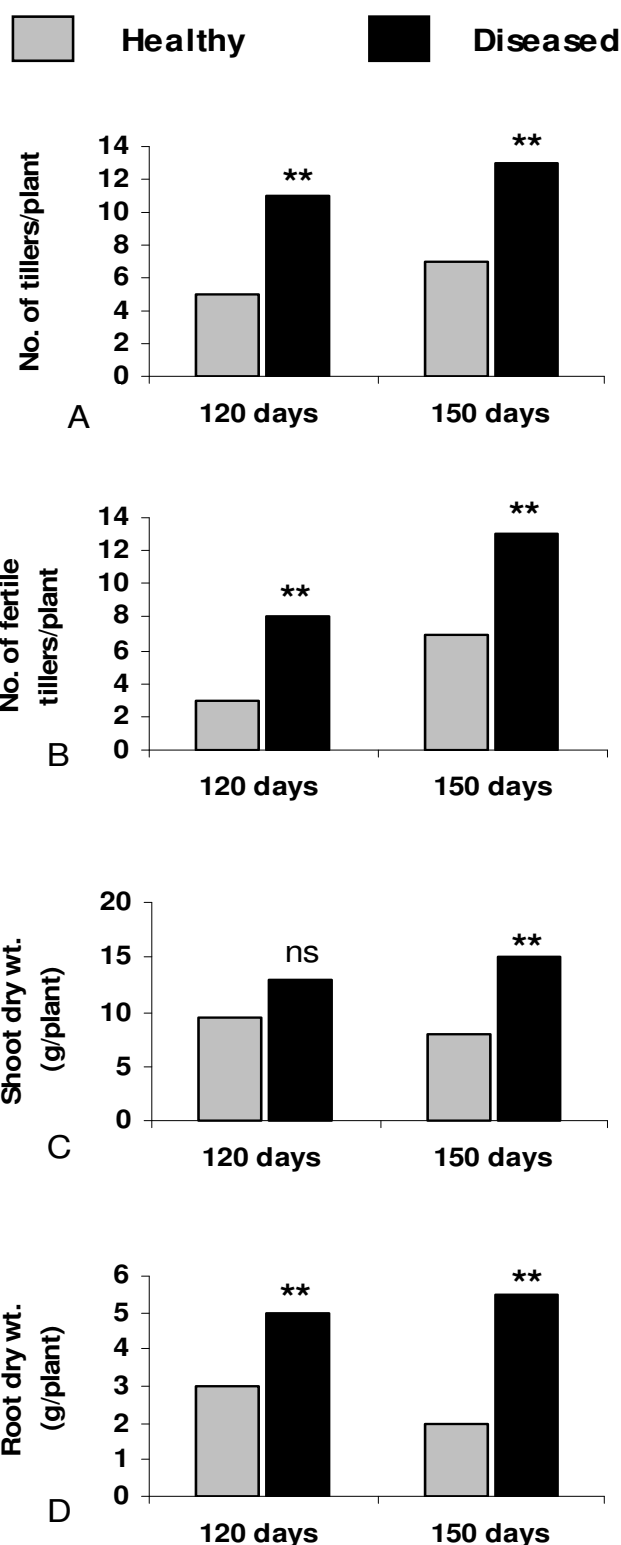 Healthy Diseased
No. of tillers/plant
14
12
10
8
6
4
2
0
**
**
A
120 days 150 days
No. of fertile
tillers/plant
14
12
10
8
6
4
2
0
**
**
B
120 days 150 days
Shoot dry wt.
(g/plant)
20
15
10
5
0
ns
**
C
120 days 150 days
Root dry wt.
(g/plant)
6
5
4
3
2
1
0
**
**
D
120 days 150 days